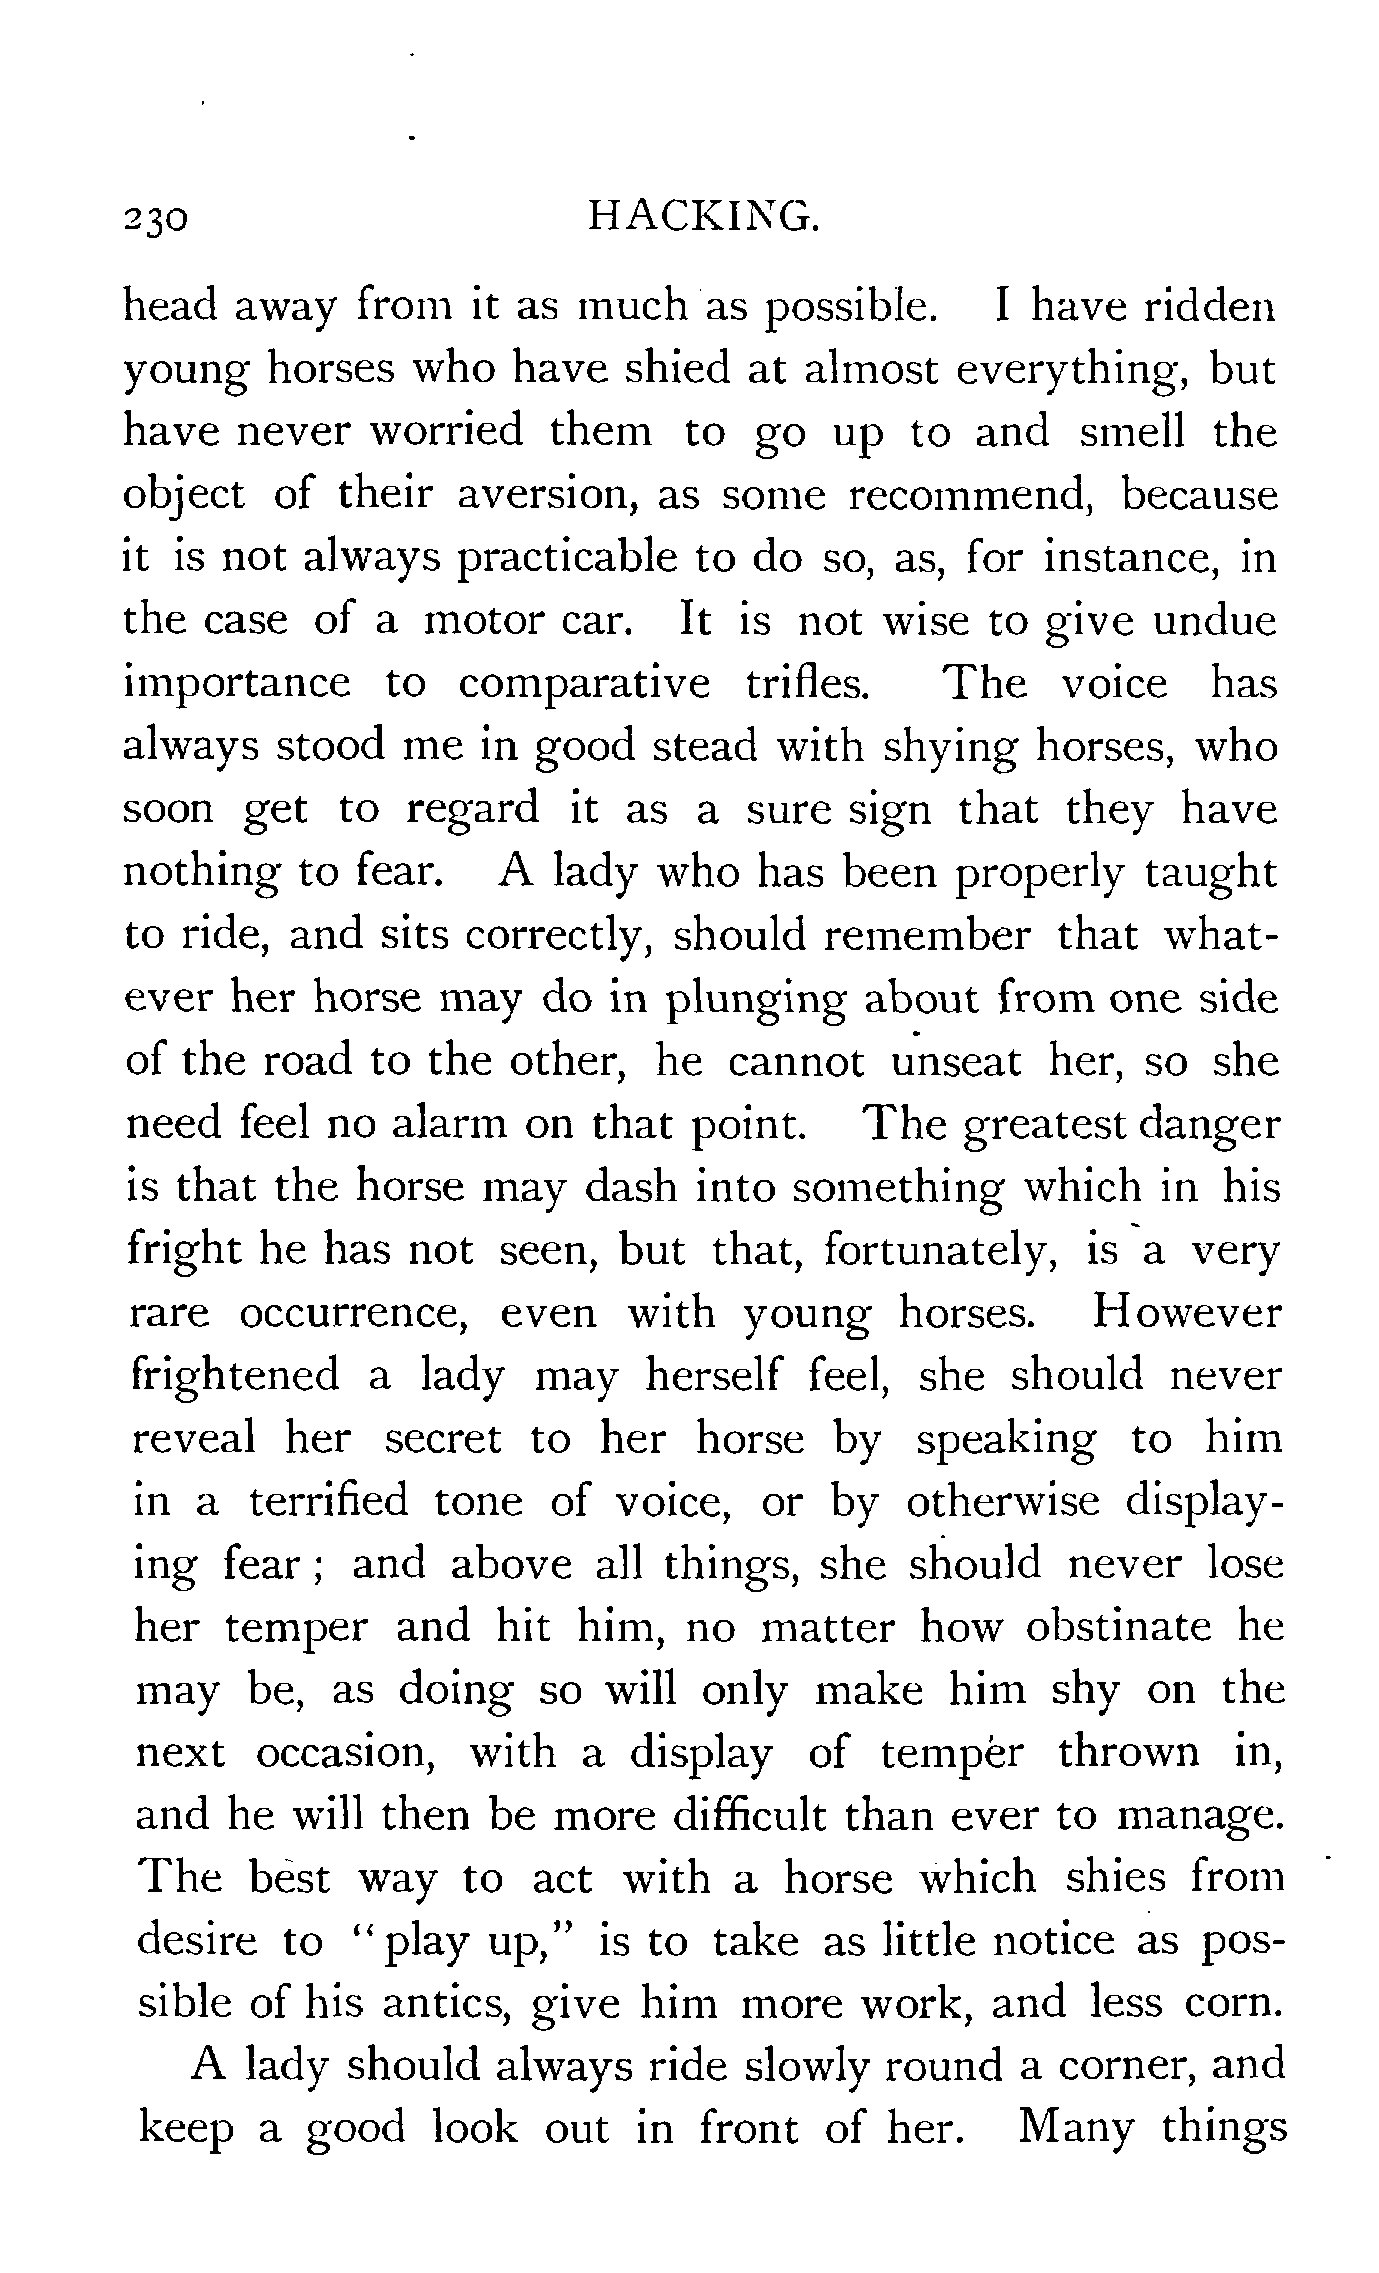 230 HACKING.
head away from it as much as possible. I have ridden
young horses who have shied at almost everything, but
have never worried them to go up to and smell the
object of their aversion, as some recommend, because
it is not always practicable to do so, as, for instance, in
the case of a motor car. It is not wise to give undue
importance to comparative trifles. The voice has
always stood me in good stead with shying horses, who
soon get to regard it as a sure sign that they have
nothing to fear. A lady who has been properly taught
to ride, and sits correctly, should remember that what-
ever her horse may do in plunging about from one side
of the road to the other, he cannot unseat her, so she
need feel no alarm on that point. The greatest danger
is that the horse may dash into something which in his
fright he has not seen, but that, fortunately, is a very
rare occurrence, even with young horses. However
frightened a lady may herself feel, she should never
reveal her secret to her horse by speaking to him
in a terrified tone of voice, or by otherwise display-
ing fear ; and above all things, she should never lose
her temper and hit him, no matter how obstinate he
may be, as doing so will only make him shy on the
next occasion, with a display of temper thrown in,
and he will then be more difficult than ever to manage.
The best way to act with a horse which shies from
desire to “ play up,” is to take as little notice as pos-
sible of his antics, give him more work, and less corn.
A lady should always ride slowly round a corner, and
keep a good look out in front of her. Many things